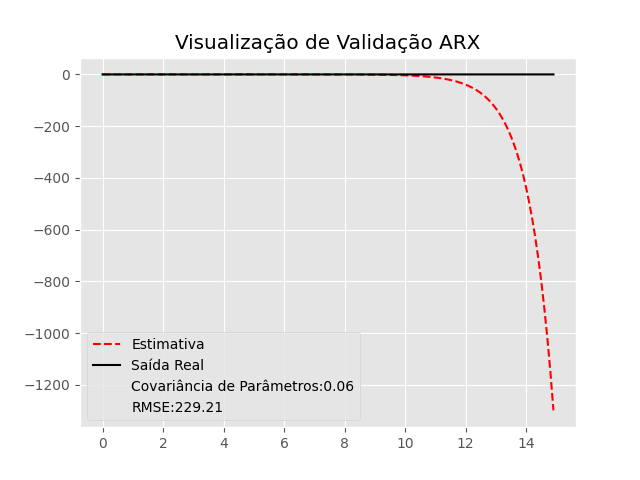 Visualização de Validação ARX
0
−200
−400
−600
−800
−1000
−1200
Estimativa
Saída Real
Covariância de Parâmetros:0.06
RMSE:229.21
0 2 4 6 8 10 12 14